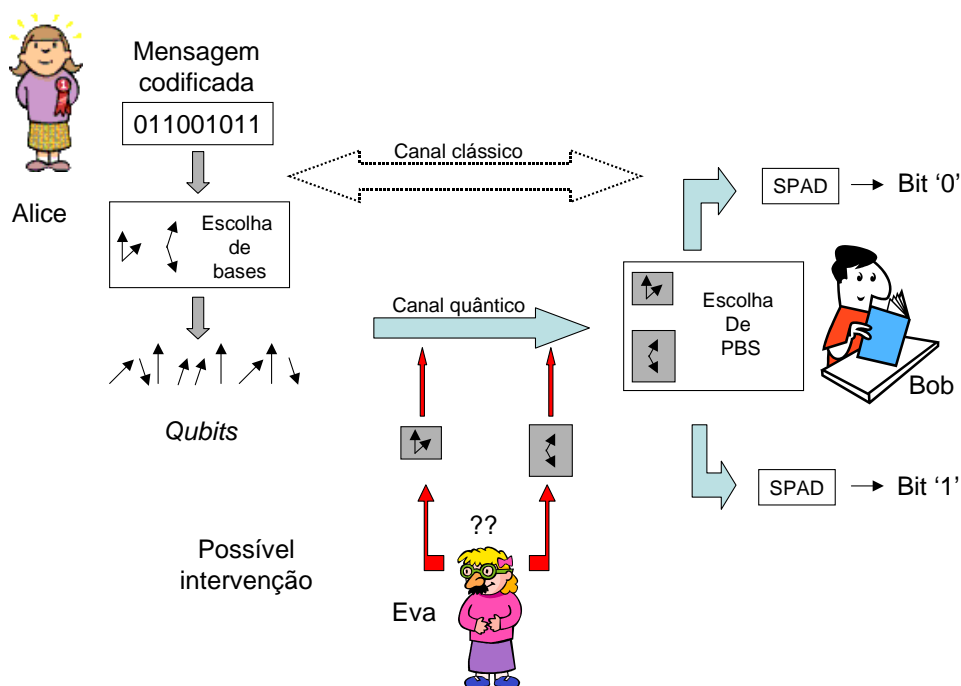 Mensagem
codificada
011001011
Alice
Escolha
de
bases
Qubits
Canal clássico
Canal quântico
SPAD
Bit ‘0’
Escolha
De
PBS
Bob
SPAD
Bit ‘1’
Possível
intervenção
??
Eva